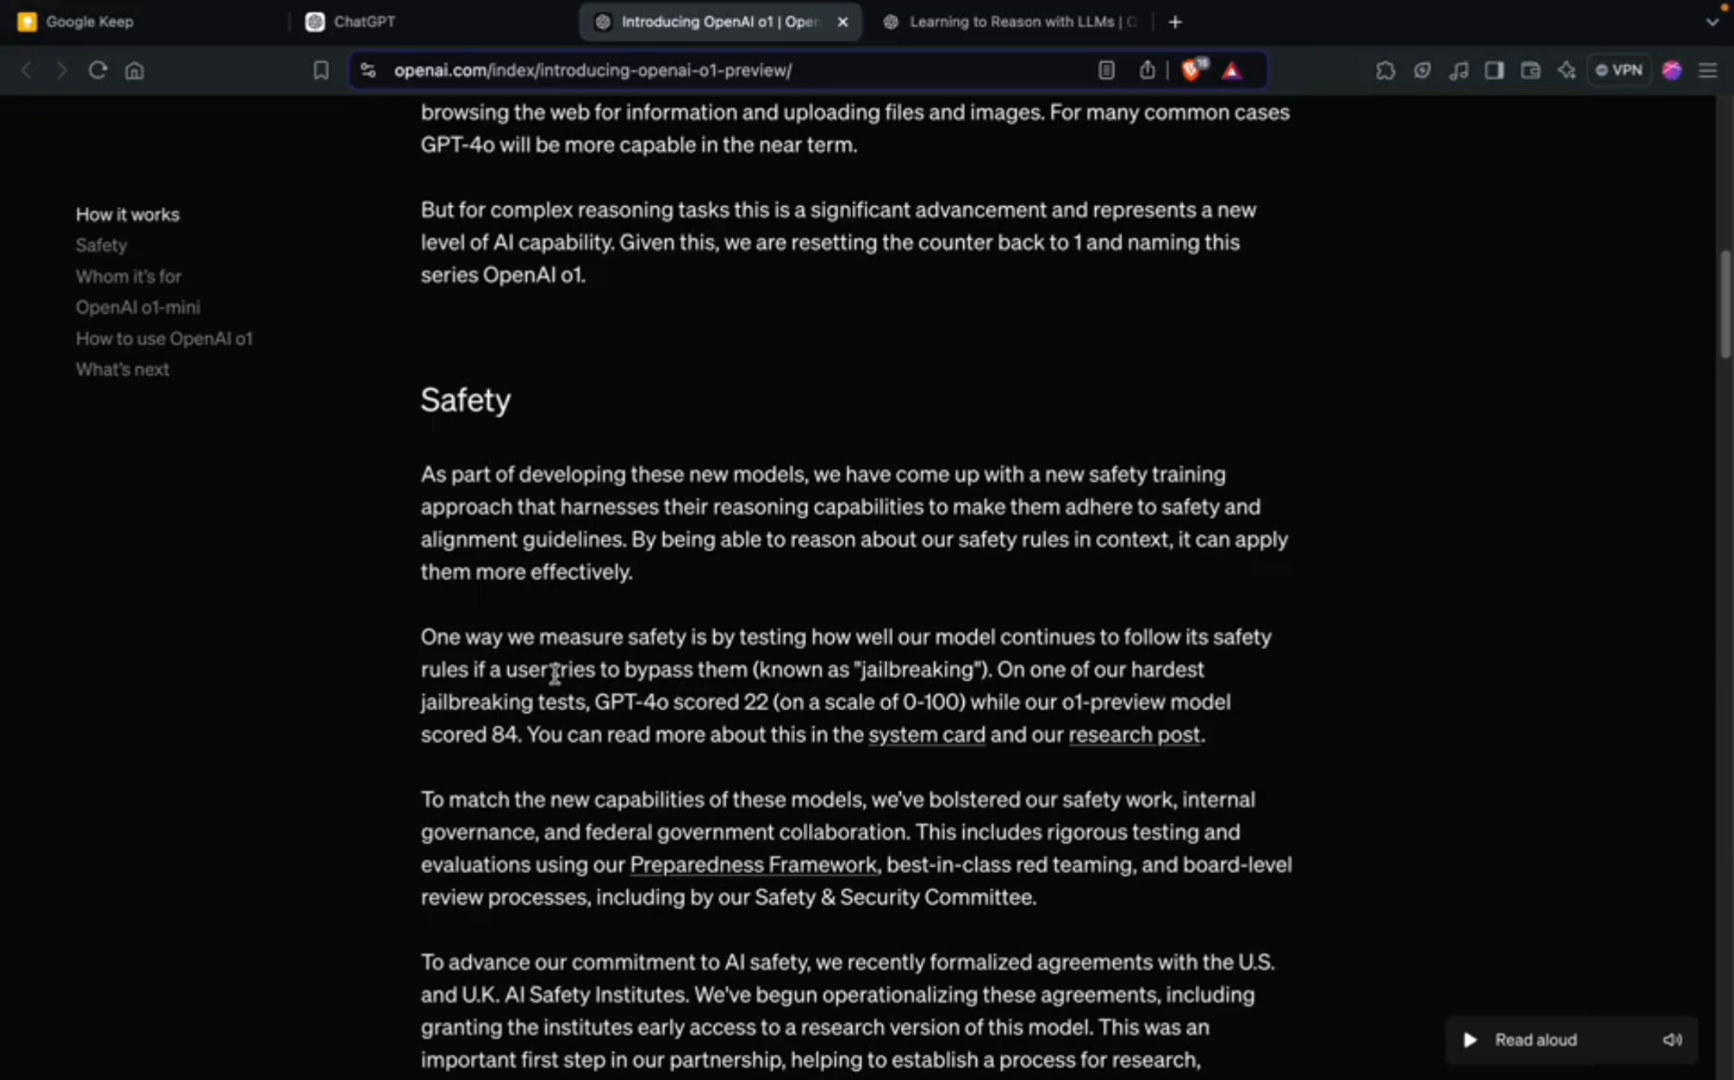 Google Keep
ChatGPT
Introducing OpenAI o1 | Open
Learning to Reason with LLMs | O
openai.com/index/introducing-openai-o1-preview/
VPN
browsing the web for information and uploading files and images. For many common cases
GPT-4o will be more capable in the near term.
How it works
Safety
Whom it's for
OpenAI o1-mini
How to use OpenAI o1
What's next
But for complex reasoning tasks this is a significant advancement and represents a new
level of AI capability. Given this, we are resetting the counter back to 1 and naming this
series OpenAI o1.
Safety
As part of developing these new models, we have come up with a new safety training
approach that harnesses their reasoning capabilities to make them adhere to safety and
alignment guidelines. By being able to reason about our safety rules in context, it can apply
them more effectively.
One way we measure safety is by testing how well our model continues to follow its safety
rules if a user tries to bypass them (known as "jailbreaking"). On one of our hardest
jailbreaking tests, GPT-4o scored 22 (on a scale of 0-100) while our o1-preview model
scored 84. You can read more about this in the system card and our research post.
To match the new capabilities of these models, we've bolstered our safety work, internal
governance, and federal government collaboration. This includes rigorous testing and
evaluations using our Preparedness Framework, best-in-class red teaming, and board-level
review processes, including by our Safety & Security Committee.
To advance our commitment to AI safety, we recently formalized agreements with the U.S.
and U.K. AI Safety Institutes. We've begun operationalizing these agreements, including
granting the institutes early access to a research version of this model. This was an
important first step in our partnership, helping to establish a process for research,
Read aloud